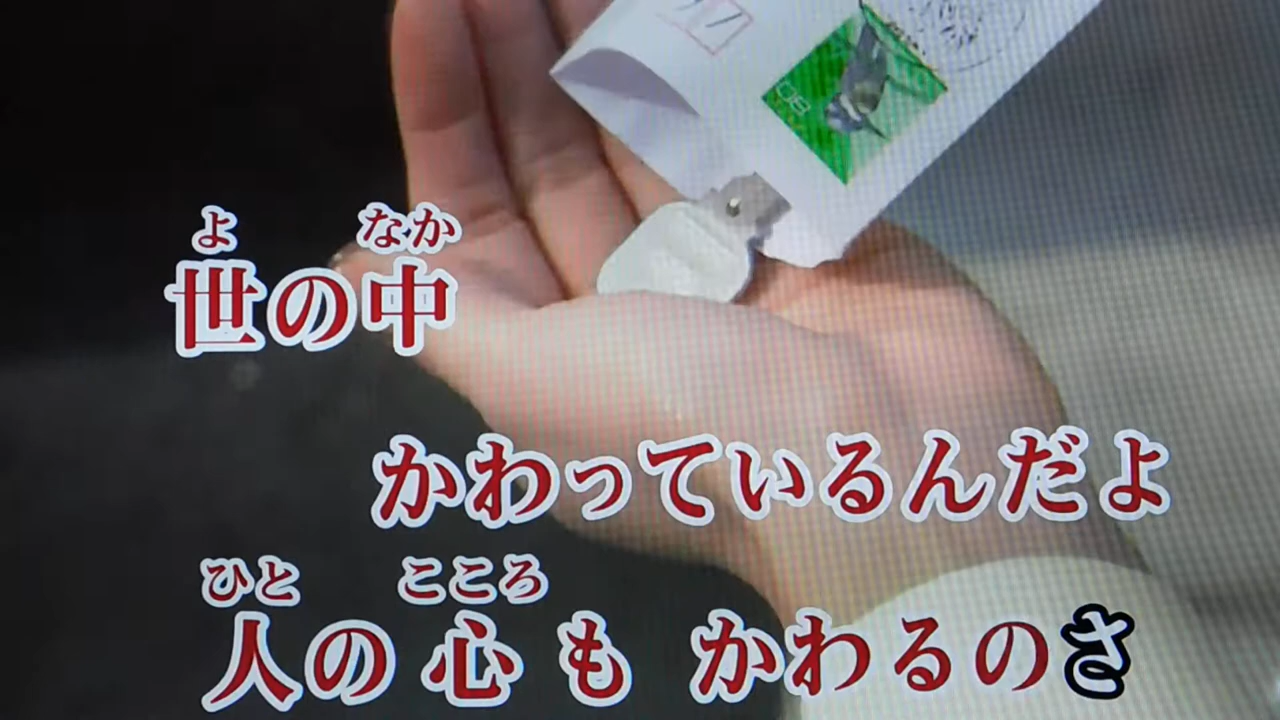 よ なか
世の中
かわっているんだよ
ひと こころ
人の心も かわるのさ